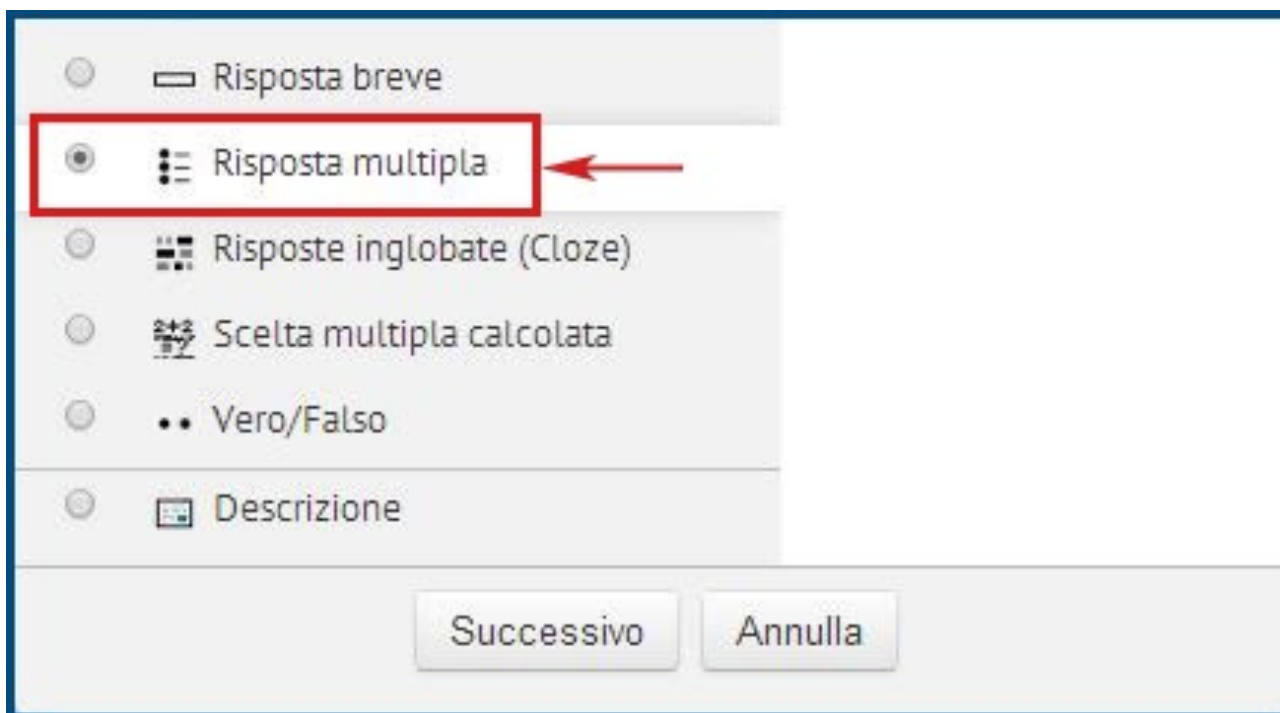 Risposta breve
Risposta multipla
Risposte inglobate (Cloze)
Scelta multipla calcolata
Vero/Falso
Descrizione
Successivo Annulla